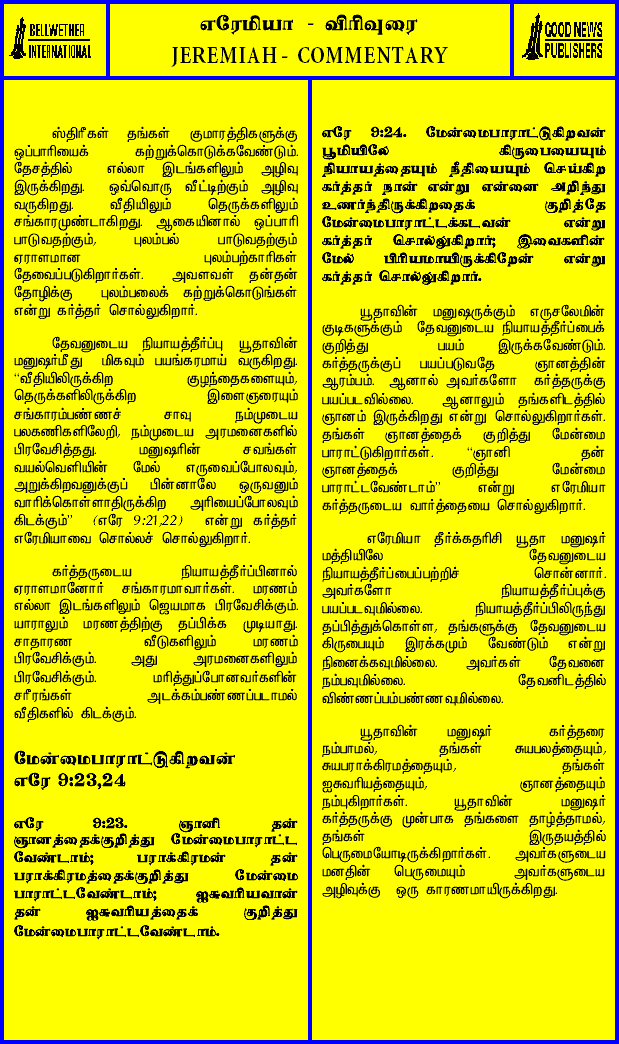 BELLWETHER
INTERNATIONAL
எரேமியா - விரிவுரை
JEREMIAH - COMMENTARY
GOOD NEWS
PUBLISHERS
ஸ்திரீகள் தங்கள் குமாரத்திகளுக்கு
ஒப்பாரியைக் கற்றுக்கொடுக்கவேண்டும்.
தேசத்தில் எல்லா இடங்களிலும் அழிவு
இருக்கிறது. ஒவ்வொரு வீட்டிற்கும் அழிவு
வருகிறது. வீதியிலும் தெருக்களிலும்
சங்காரமுண்டாகிறது. ஆகையினால் ஒப்பாரி
பாடுவதற்கும், புலம்பல் பாடுவதற்கும்
ஏராளமான புலம்பற்காரிகள்
தேவைப்படுகிறார்கள். அவளவள் தன்தன்
தோழிக்கு புலம்பலைக் கற்றுக்கொடுங்கள்
என்று கர்த்தர் சொல்லுகிறார்.
தேவனுடைய நியாயத்தீர்ப்பு யூதாவின்
மனுஷர்மீது மிகவும் பயங்கரமாய் வருகிறது.
“வீதியிலிருக்கிற குழந்தைகளையும்,
தெருக்களிலிருக்கிற இளைஞரையும்
சங்காரம்பண்ணச் சாவு நம்முடைய
பலகணிகளிலேறி, நம்முடைய அரமனைகளில்
பிரவேசித்தது. மனுஷரின் சவங்கள்
வயல்வெளியின் மேல் எருவைப்போலவும்,
அறுக்கிறவனுக்குப் பின்னாலே ஒருவனும்
வாரிக்கொள்ளாதிருக்கிற அரியைப்போலவும்
கிடக்கும்” (எரே 9:21,22) என்று கர்த்தர்
எரேமியாவை சொல்லச் சொல்லுகிறார்.
கர்த்தருடைய நியாயத்தீர்ப்பினால்
ஏராளமானோர் சங்காரமாவார்கள். மரணம்
எல்லா இடங்களிலும் ஜெயமாக பிரவேசிக்கும்.
யாராலும் மரணத்திற்கு தப்பிக்க முடியாது.
சாதாரண வீடுகளிலும் மரணம்
பிரவேசிக்கும். அது அரமனைகளிலும்
பிரவேசிக்கும். மரித்துப்போனவர்களின்
சரீரங்கள் அடக்கம்பண்ணப்படாமல்
வீதிகளில் கிடக்கும்.
மேன்மைபாராட்டுகிறவன்
எரே 9:23,24
எரே 9:23. ஞானி தன்
ஞானத்தைக்குறித்து மேன்மைபாராட்ட
வேண்டாம்; பராக்கிரமன் தன்
பராக்கிரமத்தைக்குறித்து மேன்மை
பாராட்டவேண்டாம்; ஐசுவரியவான்
தன் ஐசுவரியத்தைக் குறித்து
மேன்மைபாராட்டவேண்டாம்.
எரே 9:24. மேன்மைபாராட்டுகிறவன்
பூமியிலே கிருபையையும்
நியாயத்தையும் நீதியையும் செய்கிற
கர்த்தர் நான் என்று என்னை அறிந்து
உணர்ந்திருக்கிறதைக் குறித்தே
மேன்மைபாராட்டக்கடவன் என்று
கர்த்தர் சொல்லுகிறார்; இவைகளின்
மேல் பிரியமாயிருக்கிறேன் என்று
கர்த்தர் சொல்லுகிறார்.
யூதாவின் மனுஷருக்கும் எருசலேமின்
குடிகளுக்கும் தேவனுடைய நியாயத்தீர்ப்பைக்
குறித்து பயம் இருக்கவேண்டும்.
கர்த்தருக்குப் பயப்படுவதே ஞானத்தின்
ஆரம்பம். ஆனால் அவர்களோ கர்த்தருக்கு
பயப்படவில்லை. ஆனாலும் தங்களிடத்தில்
ஞானம் இருக்கிறது என்று சொல்லுகிறார்கள்.
தங்கள் ஞானத்தைக் குறித்து மேன்மை
பாராட்டுகிறார்கள். “ஞானி தன்
ஞானத்தைக் குறித்து மேன்மை
பாராட்டவேண்டாம்” என்று எரேமியா
கர்த்தருடைய வார்த்தையை சொல்லுகிறார்.
எரேமியா தீர்க்கதரிசி யூதா மனுஷர்
மத்தியிலே தேவனுடைய
நியாயத்தீர்ப்பைப்பற்றிச் சொன்னார்.
அவர்களோ நியாயத்தீர்ப்புக்கு
பயப்படவுமில்லை. நியாயத்தீர்ப்பிலிருந்து
தப்பித்துக்கொள்ள, தங்களுக்கு தேவனுடைய
கிருபையும் இரக்கமும் வேண்டும் என்று
நினைக்கவுமில்லை. அவர்கள் தேவனை
நம்பவுமில்லை. தேவனிடத்தில்
விண்ணப்பம்பண்ணவுமில்லை.
யூதாவின் மனுஷர் கர்த்தரை
நம்பாமல், தங்கள் சுயபலத்தையும்,
சுயபராக்கிரமத்தையும், தங்கள்
ஐசுவரியத்தையும், ஞானத்தையும்
நம்புகிறார்கள். யூதாவின் மனுஷர்
கர்த்தருக்கு முன்பாக தங்களை தாழ்த்தாமல்,
தங்கள் இருதயத்தில்
பெருமையோடிருக்கிறார்கள். அவர்களுடைய
மனதின் பெருமையும் அவர்களுடைய
அழிவுக்கு ஒரு காரணமாயிருக்கிறது.